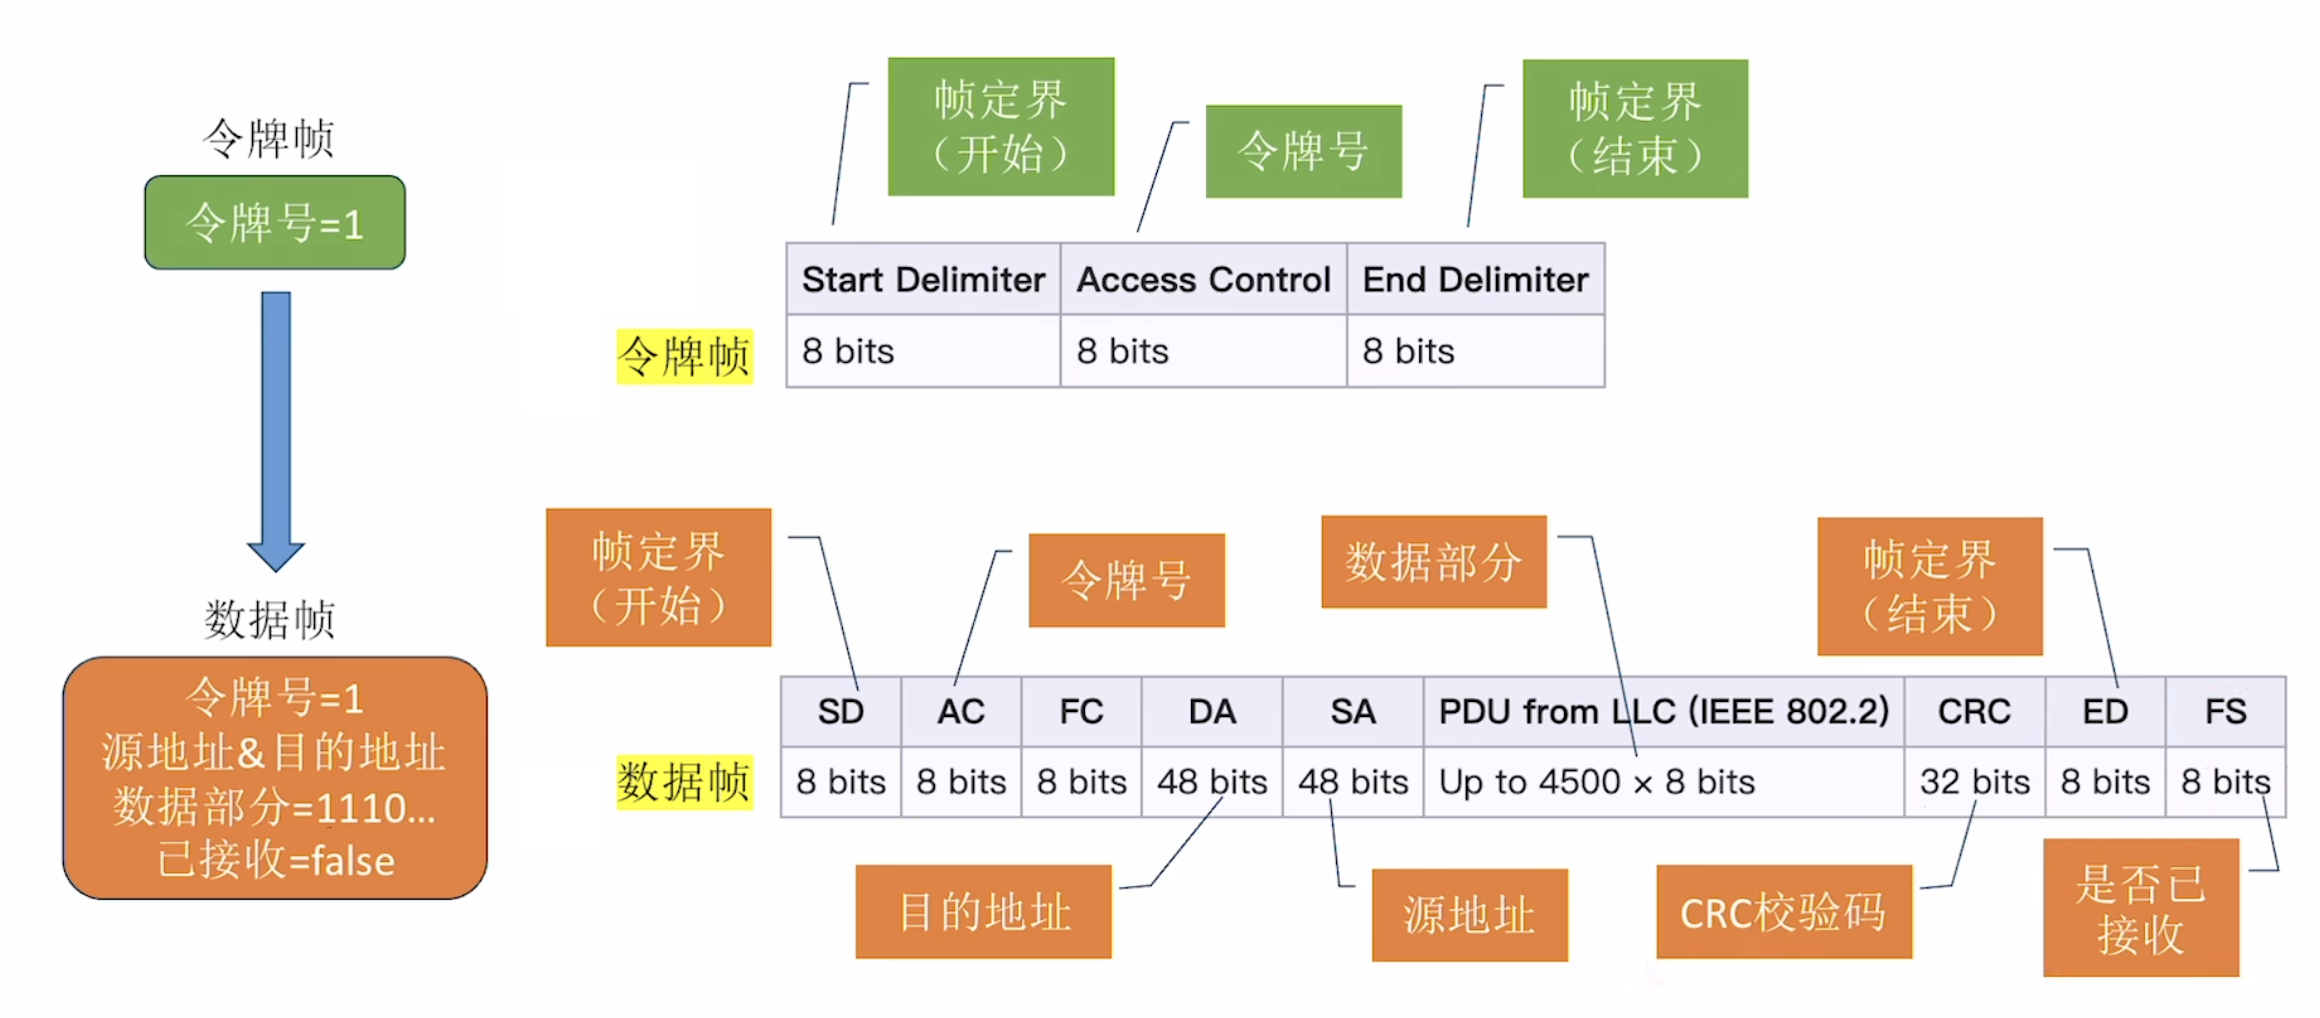 令牌帧
令牌号=1
数据帧
令牌号=1
源地址&目的地址
数据部分=1110...
已接收=false
帧定界
（开始）
令牌号
帧定界
（结束）
Start Delimiter Access Control End Delimiter
令牌帧 8 bits 8 bits 8 bits
帧定界
（开始）
令牌号
数据部分
帧定界
（结束）
SD AC FC DA SA PDU from LLC (IEEE 802.2) CRC ED FS
数据帧 8 bits 8 bits 8 bits 48 bits 48 bits Up to 4500 × 8 bits 32 bits 8 bits 8 bits
目的地址
源地址
CRC校验码
是否已
接收